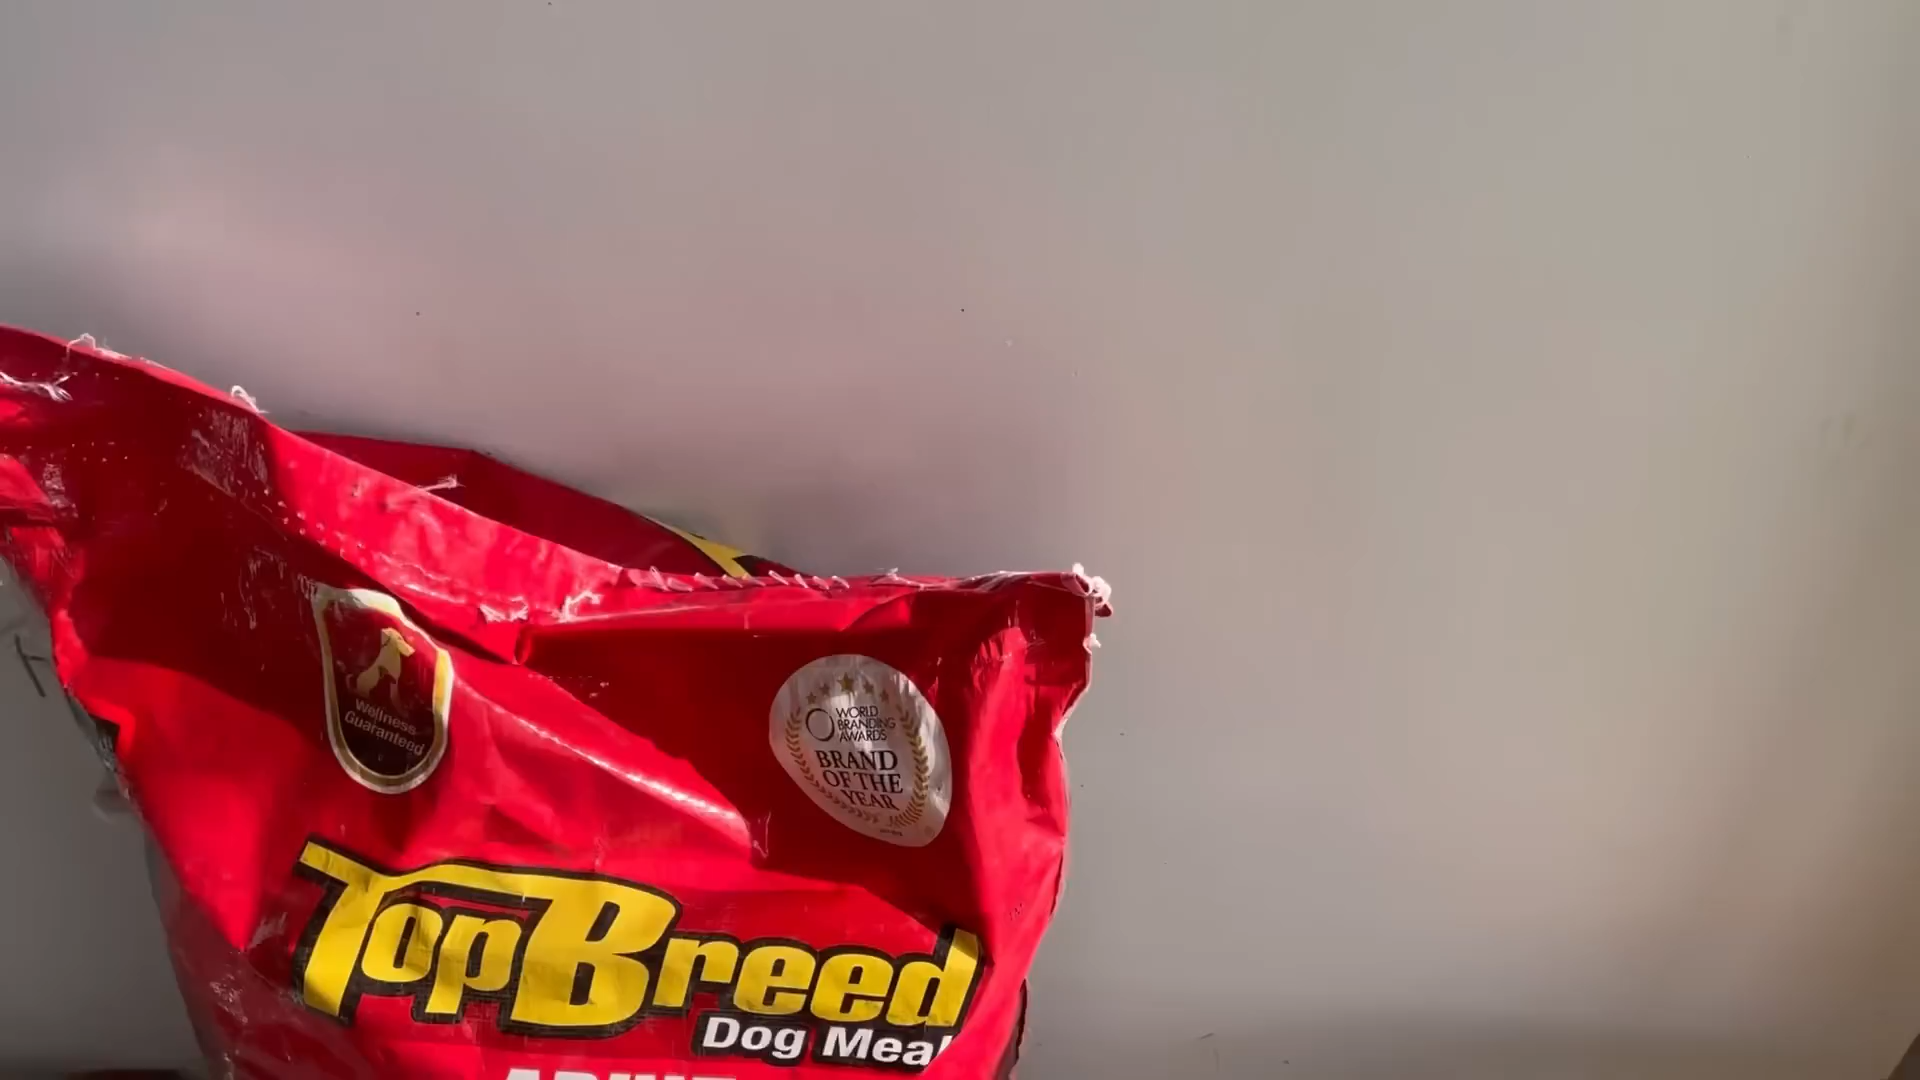 Wellness
Guaranteed
WORLD
BRANDING
AWARDS
BRAND
OF THE
YEAR
TopBreed
Dog Meal